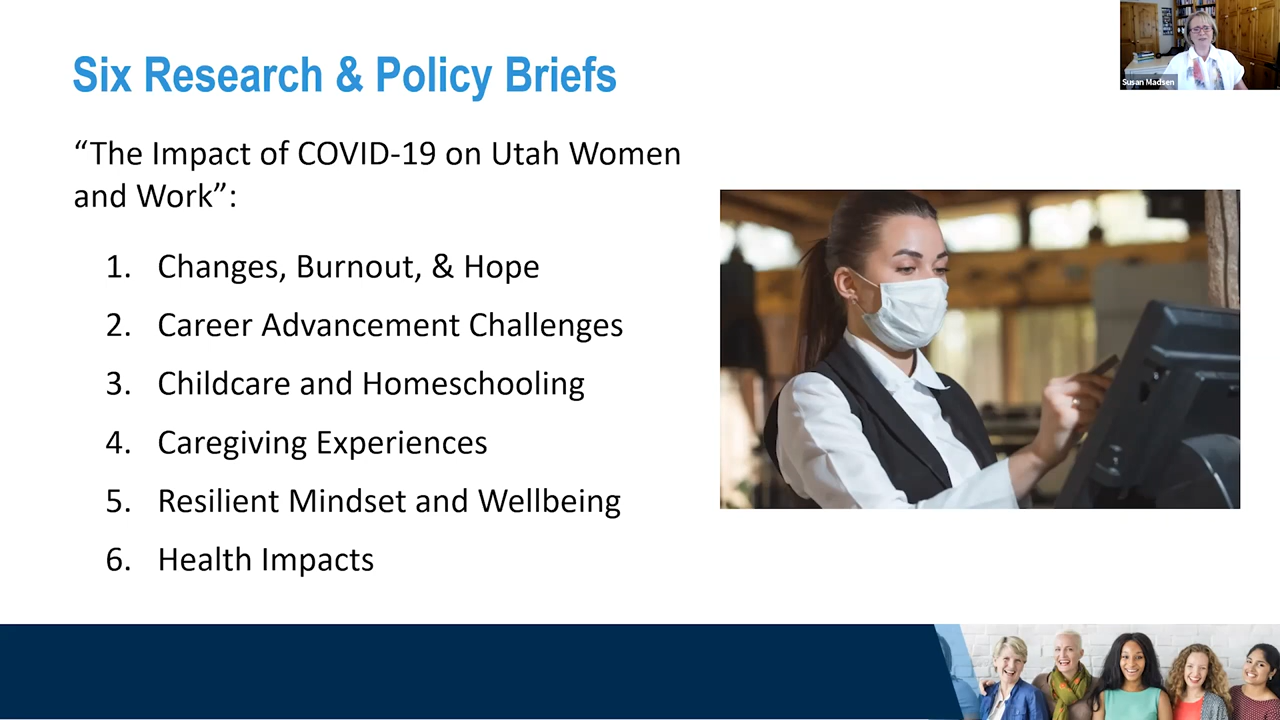 Six Research & Policy Briefs
Susan Madsen
“The Impact of COVID-19 on Utah Women
and Work”:
1. Changes, Burnout, & Hope
2. Career Advancement Challenges
3. Childcare and Homeschooling
4. Caregiving Experiences
5. Resilient Mindset and Wellbeing
6. Health Impacts